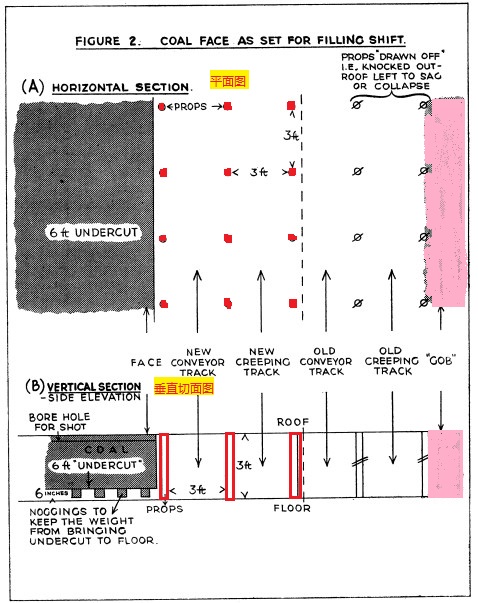 FIGURE 2. COAL FACE AS SET FOR FILLING SHIFT.
(A) HORIZONTAL SECTION. 平面图
PROPS "DRAWN OFF"
I.E. KNOCKED OUT-
ROOF LEFT TO SAG
OR COLLAPSE
PROPS
3ft
3ft
6 ft UNDERCUT
FACE
NEW
CONVEYOR
TRACK
NEW
CREEPING
TRACK
OLD
CONVEYOR
TRACK
OLD
CREEPING
TRACK
"GOB"
(B) VERTICAL SECTION 垂直切面图
- SIDE ELEVATION
BORE HOLE
FOR SHOT
ROOF
COAL
6 ft "UNDERCUT"
3ft
3ft
6 INCHES
PROPS
FLOOR
NOGGINGS TO
KEEP THE WEIGHT
FROM BRINGING
UNDERCUT TO FLOOR.